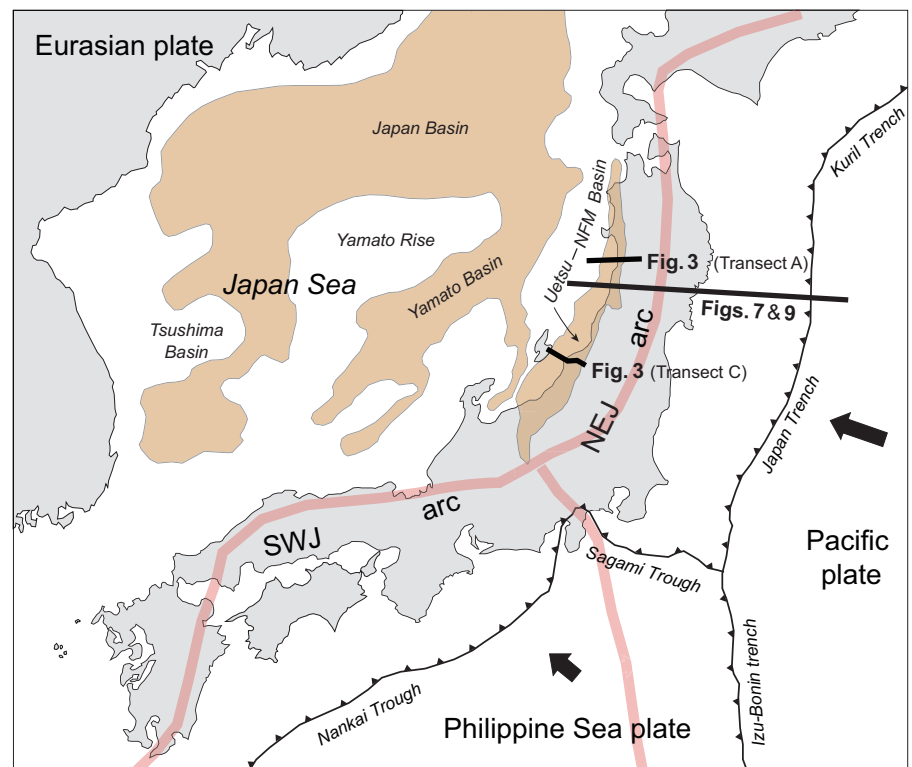 Eurasian plate
Japan Basin
Kuril Trench
Uetsu – NFM Basin
Yamato Rise
Fig. 3 (Transect A)
Japan Sea
Yamato Basin
Figs. 7 & 9
Tsushima
Basin
arc
Fig. 3 (Transect C)
Japan Trench
NEJ
arc
SWJ
Pacific
plate
Sagami Trough
Izu-Bonin trench
Nankai Trough
Philippine Sea plate